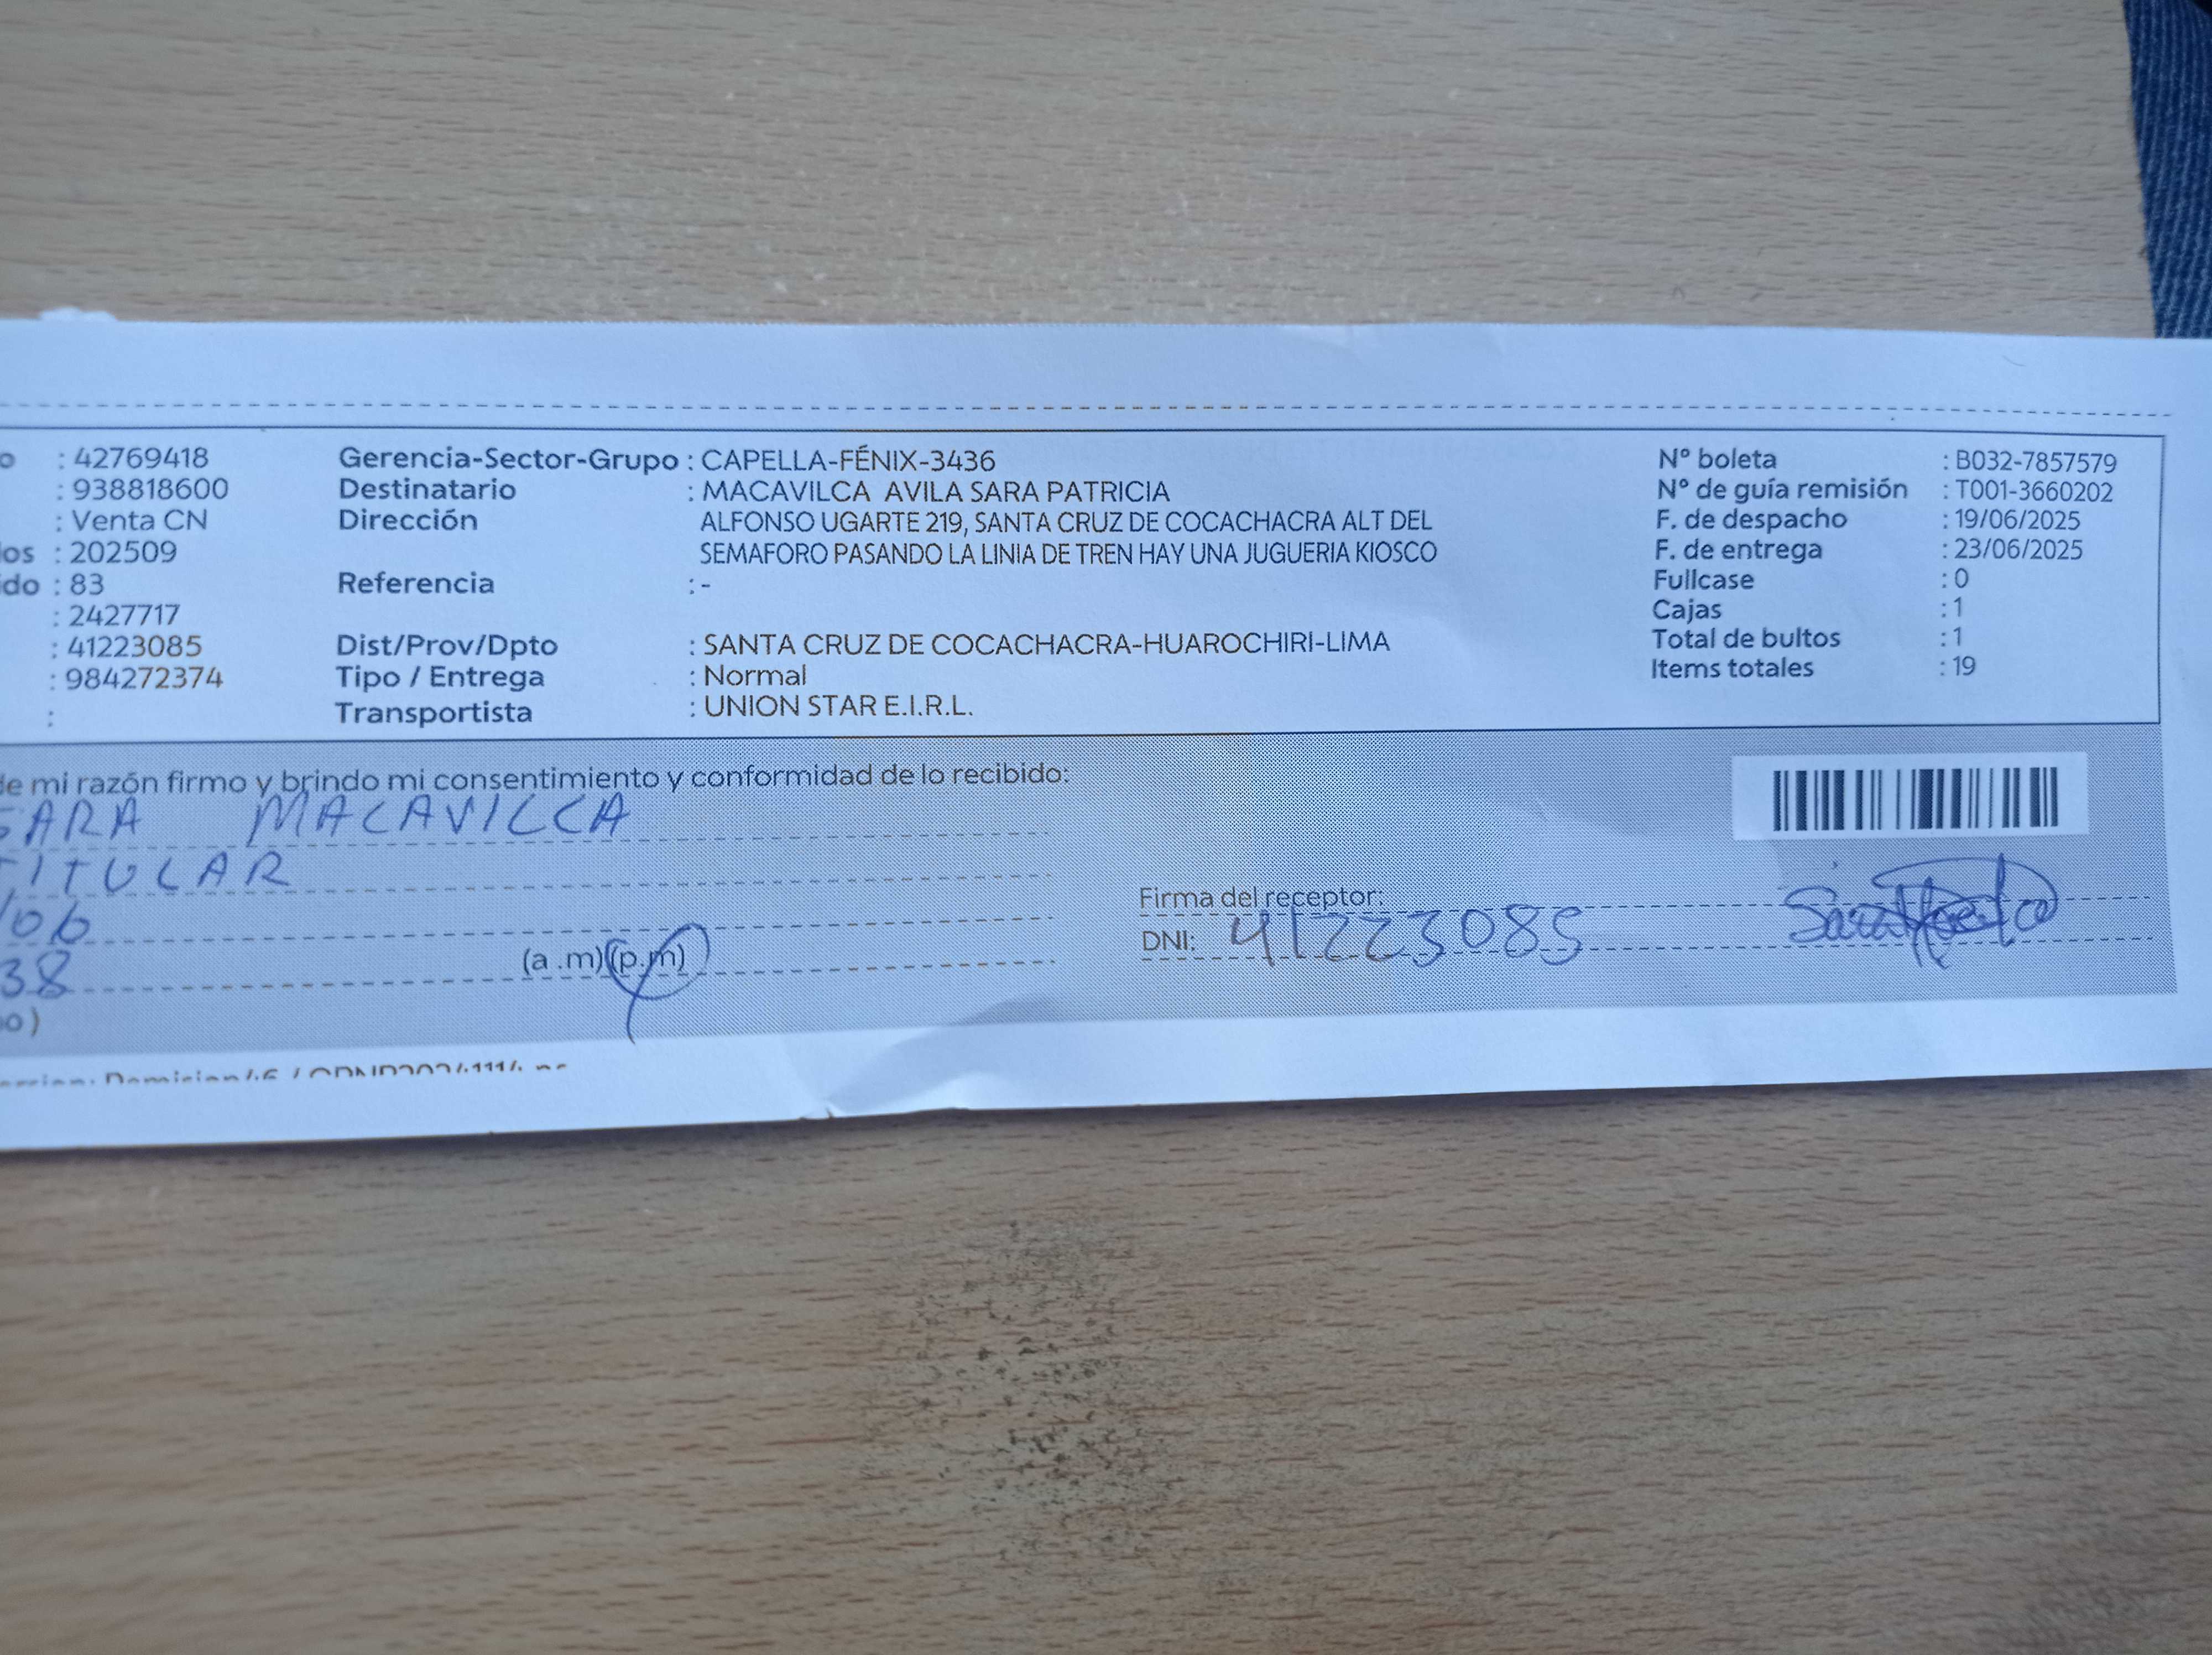 o : 42769418 Gerencia-Sector-Grupo : CAPELLA-FÉNIX-3436 Nº boleta : B032-7857579
: 938818600 Destinatario : MACAVILCA AVILA SARA PATRICIA Nº de guía remisión : T001-3660202
: Venta CN Dirección ALFONSO UGARTE 219, SANTA CRUZ DE COCACHACRA ALT DEL F. de despacho : 19/06/2025
los : 202509 SEMAFORO PASANDO LA LINIA DE TREN HAY UNA JUGUERIA KIOSCO F. de entrega : 23/06/2025
ido : 83 Referencia : - Fullcase : 0
: 2427717 Cajas : 1
: 41223085 Dist/Prov/Dpto : SANTA CRUZ DE COCACHACRA-HUAROCHIRI-LIMA Total de bultos : 1
: 984272374 Tipo / Entrega : Normal Items totales : 19
: Transportista : UNION STAR E.I.R.L.
de mi razón firmo y brindo mi consentimiento y conformidad de lo recibido:
SARA MACAVILCA
TITULAR
/06 Firma del receptor:
38 (a .m) (p.m) DNI: 41223085
o)